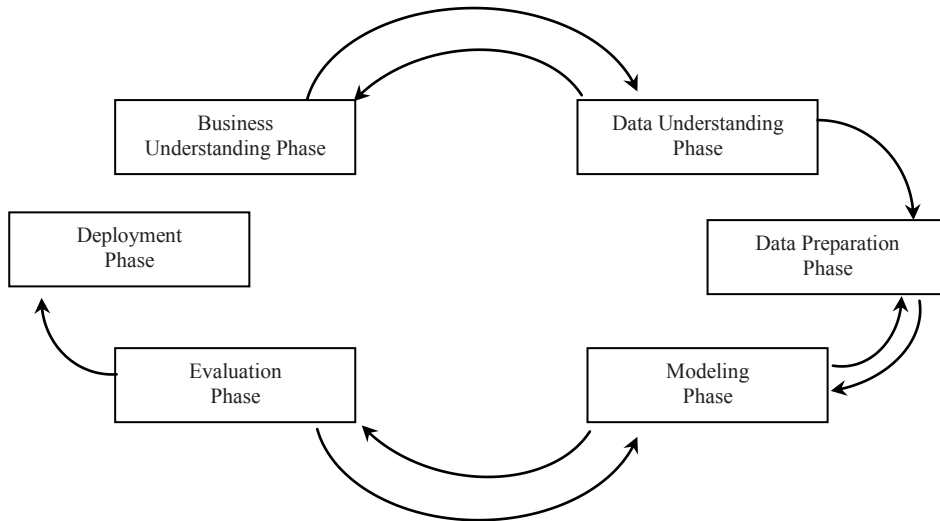 Business
Understanding Phase
Data Understanding
Phase
Deployment
Phase
Data Preparation
Phase
Evaluation
Phase
Modeling
Phase